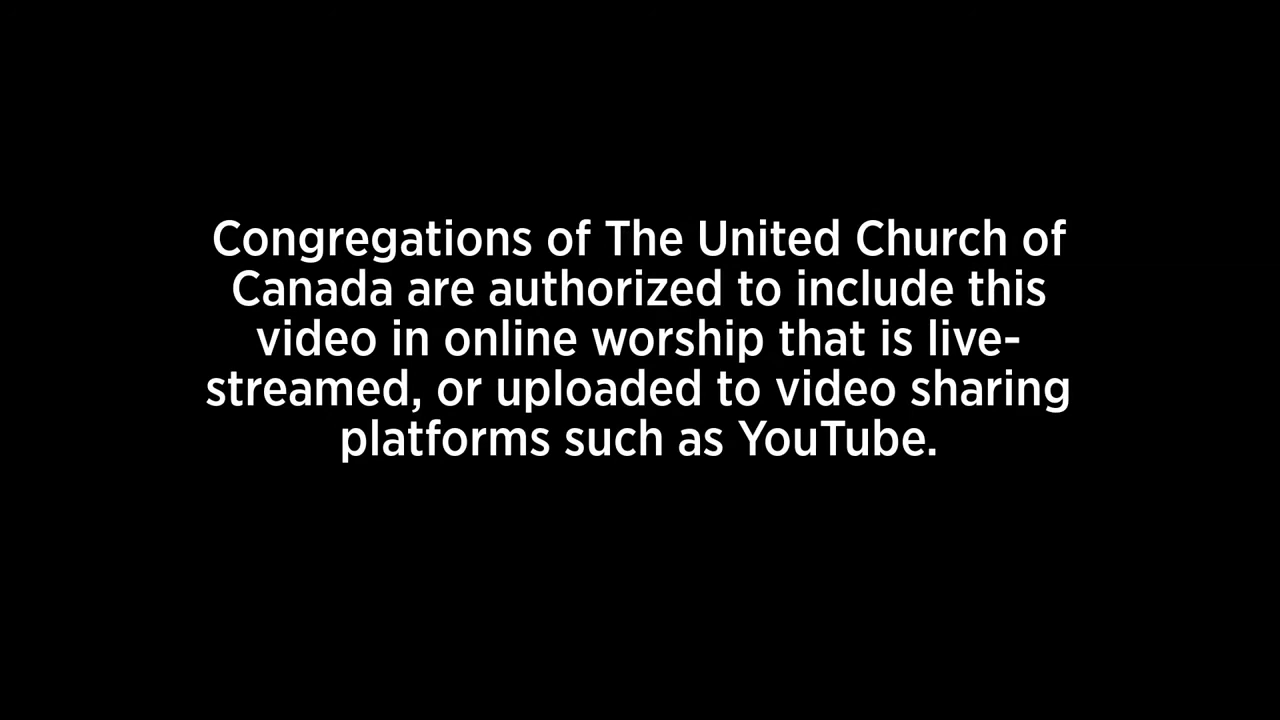 Congregations of The United Church of
Canada are authorized to include this
video in online worship that is live-
streamed, or uploaded to video sharing
platforms such as YouTube.